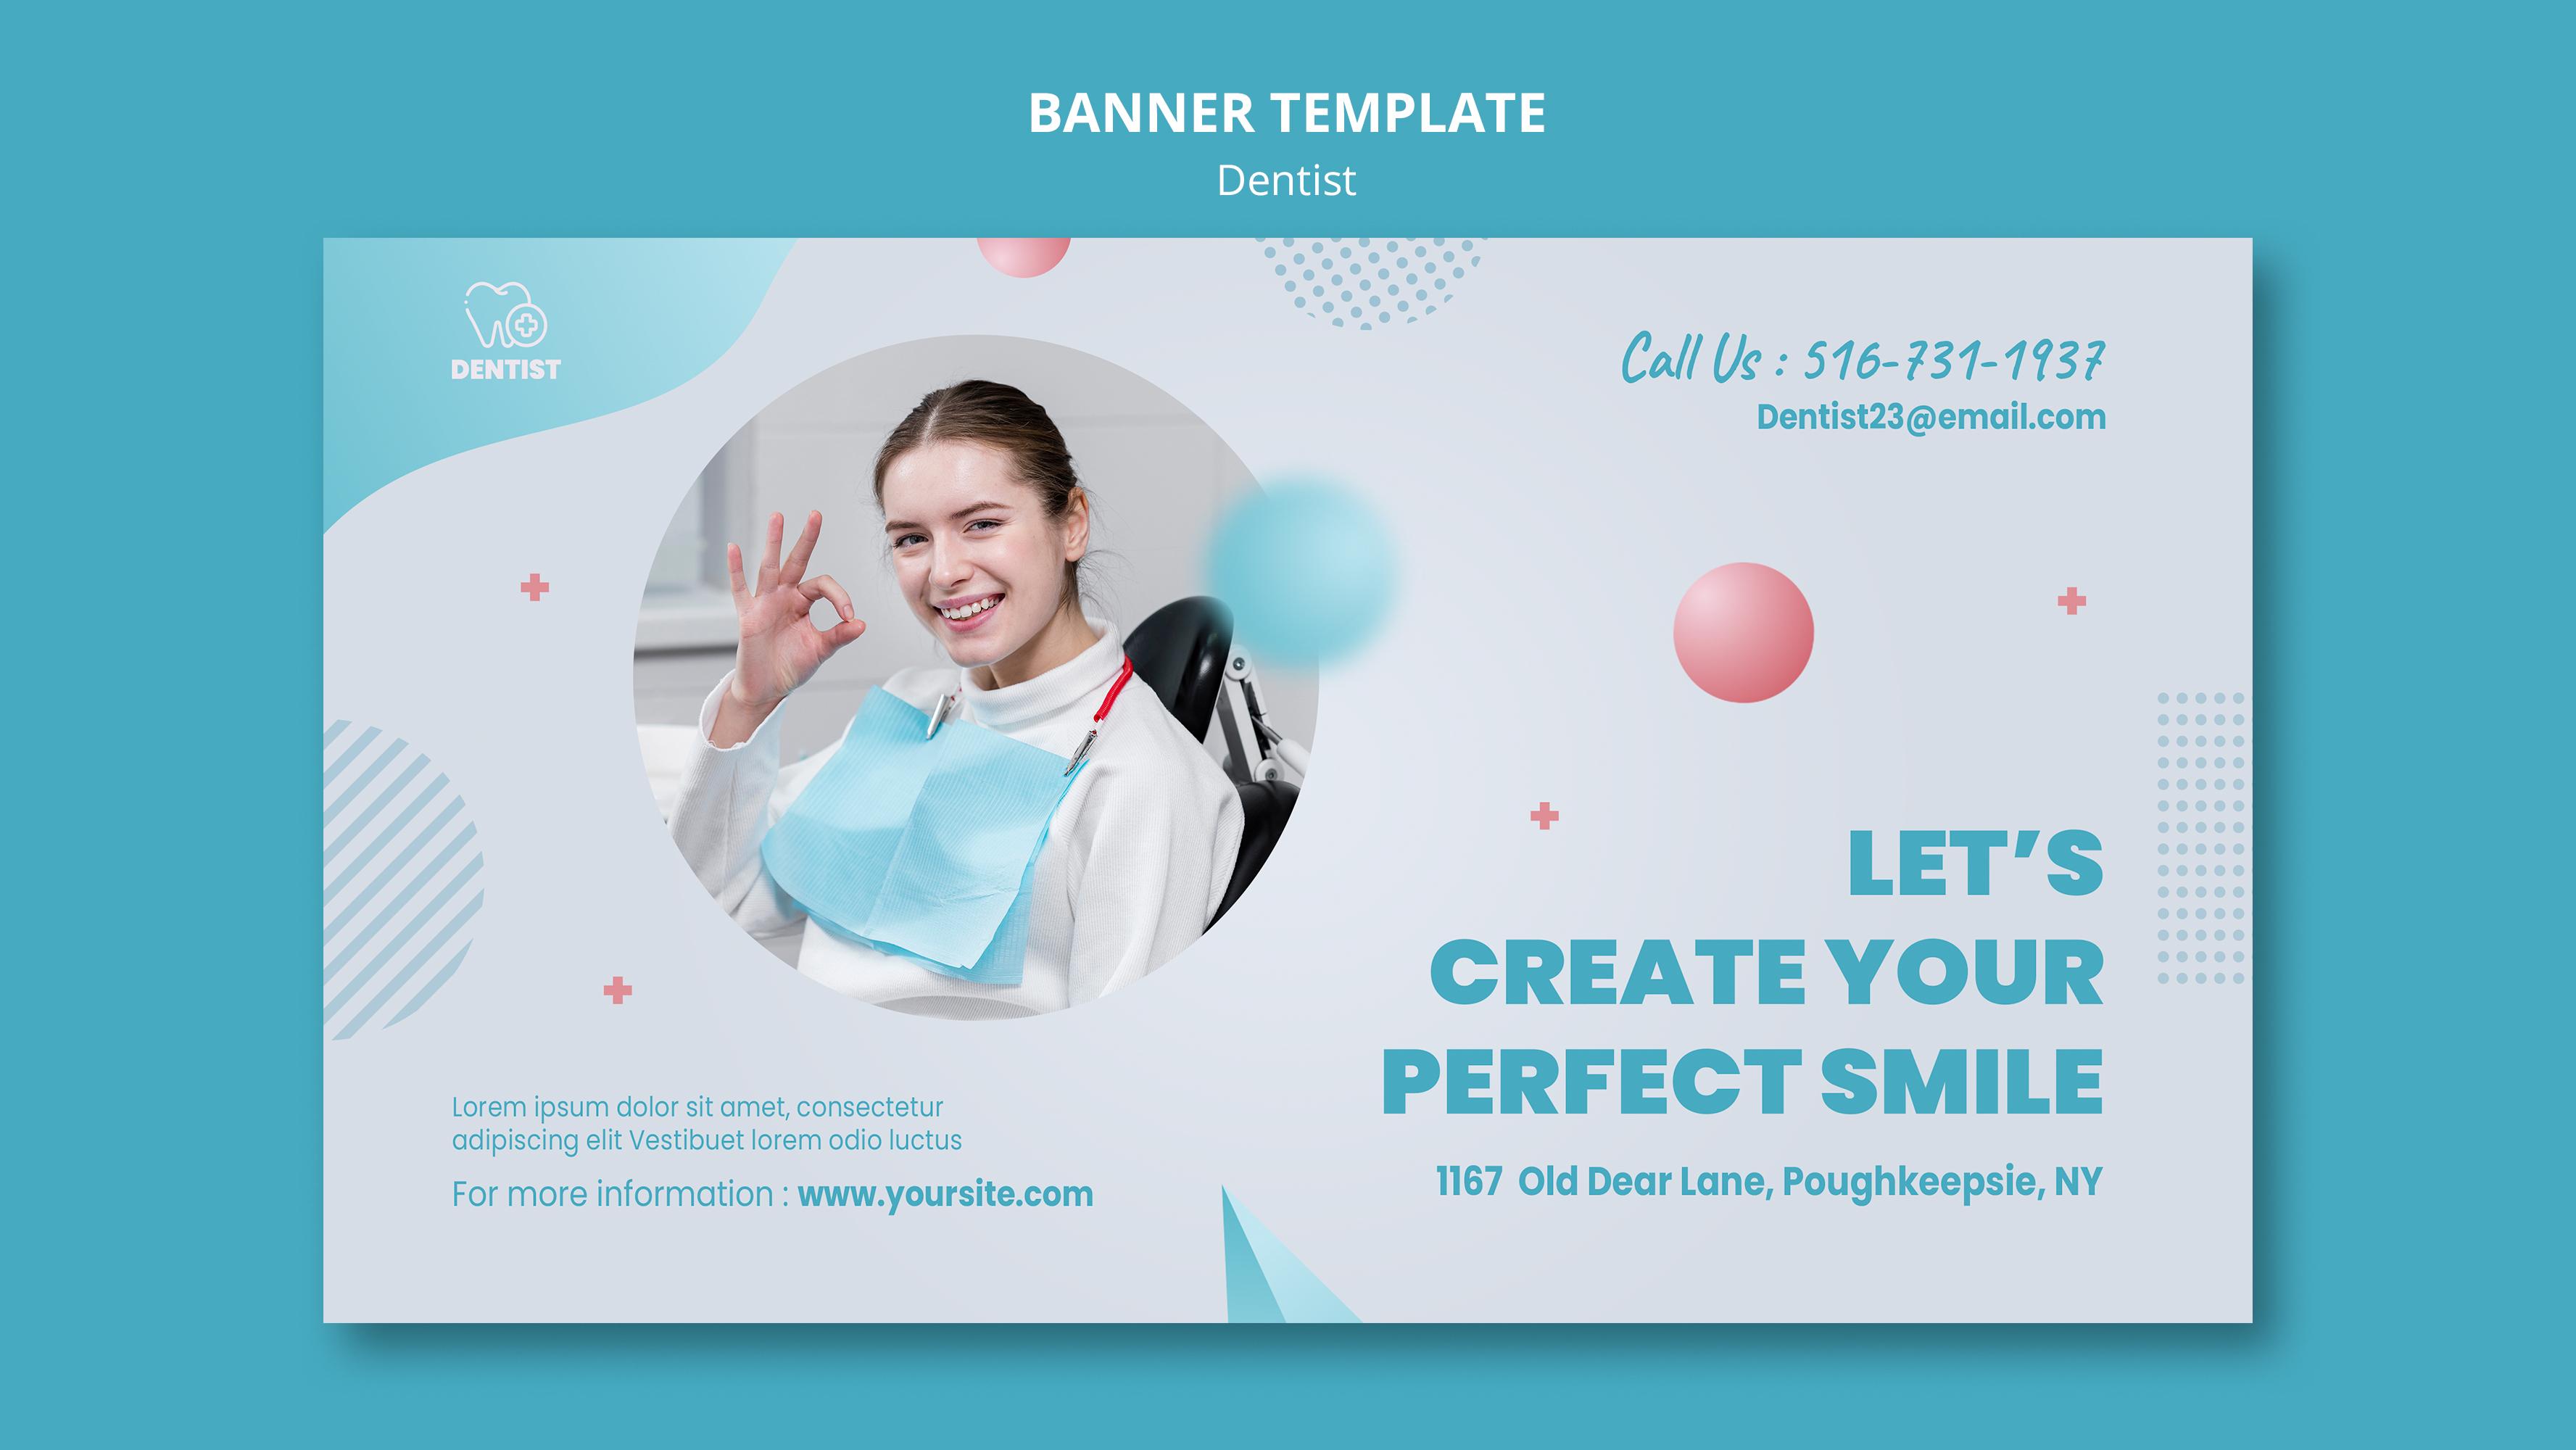 BANNER TEMPLATE
Dentist
DENTIST
Call Us : 516-731-1937
Dentist23@email.com
LET’S
CREATE YOUR
PERFECT SMILE
1167 Old Dear Lane, Poughkeepsie, NY
Lorem ipsum dolor sit amet, consectetur
adipiscing elit Vestibuet lorem odio luctus
For more information : www.yoursite.com